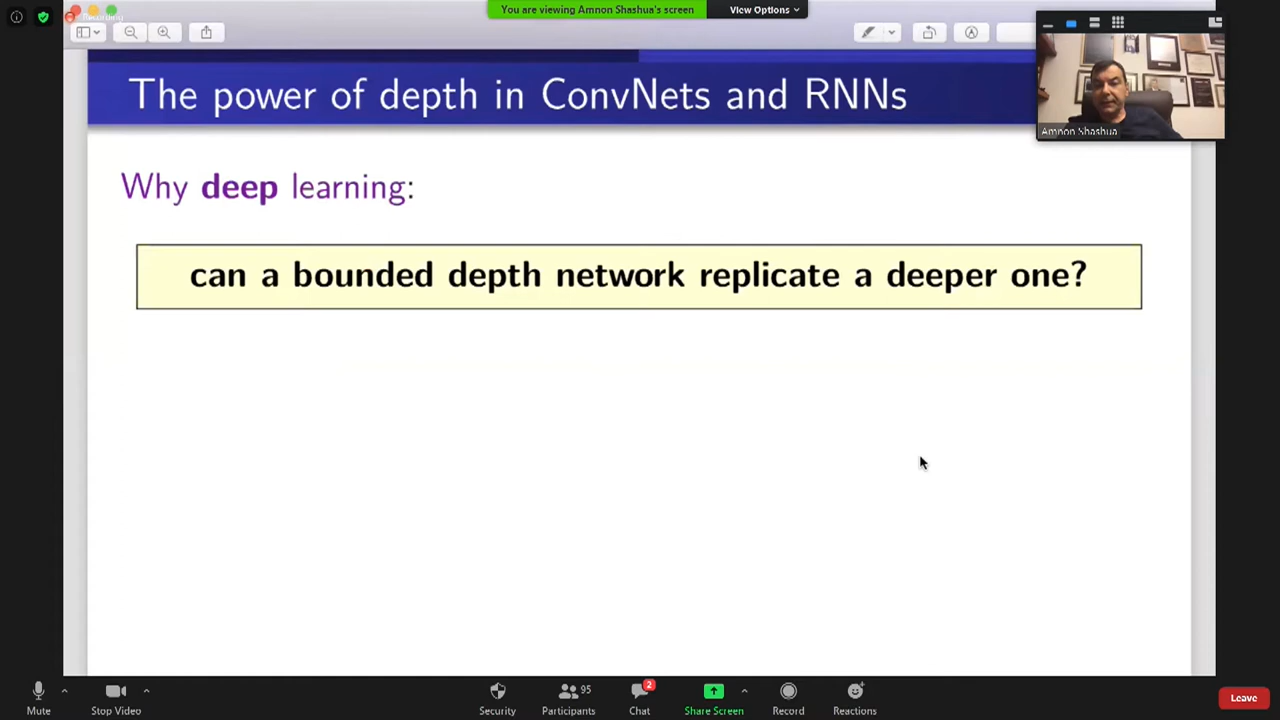 Recording
You are viewing Amnon Shashua's screen
View Options
The power of depth in ConvNets and RNNs
Amnon Shashua
Why deep learning:
can a bounded depth network replicate a deeper one?
95
2
Mute
Stop Video
Security
Participants
Chat
Share Screen
Record
Reactions
Leave